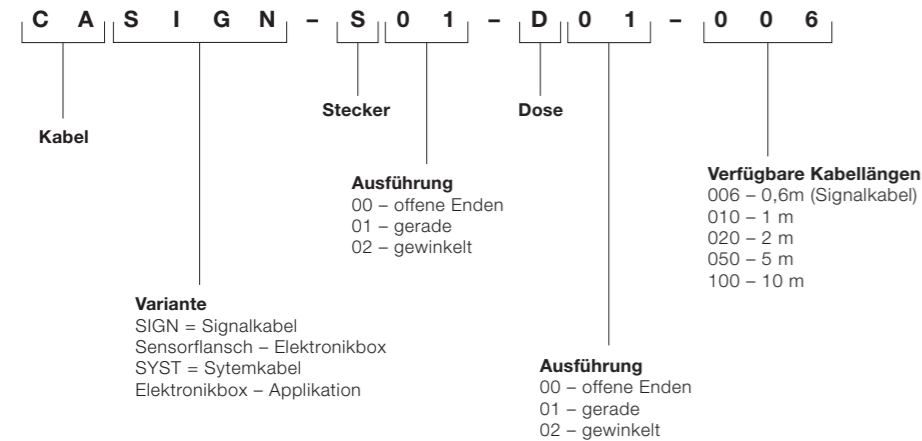 C A S I G N – S 0 1 – D 0 1 – 0 0 6
Stecker
Dose
Kabel
Ausführung
00 – offene Enden
01 – gerade
02 – gewinkelt
Verfügbare Kabellängen
006 – 0,6m (Signalkabel)
010 – 1 m
020 – 2 m
050 – 5 m
100 – 10 m
Variante
SIGN = Signalkabel
Sensorflansch – Elektronikbox
SYST = Sytemkabel
Elektronikbox – Applikation
Ausführung
00 – offene Enden
01 – gerade
02 – gewinkelt